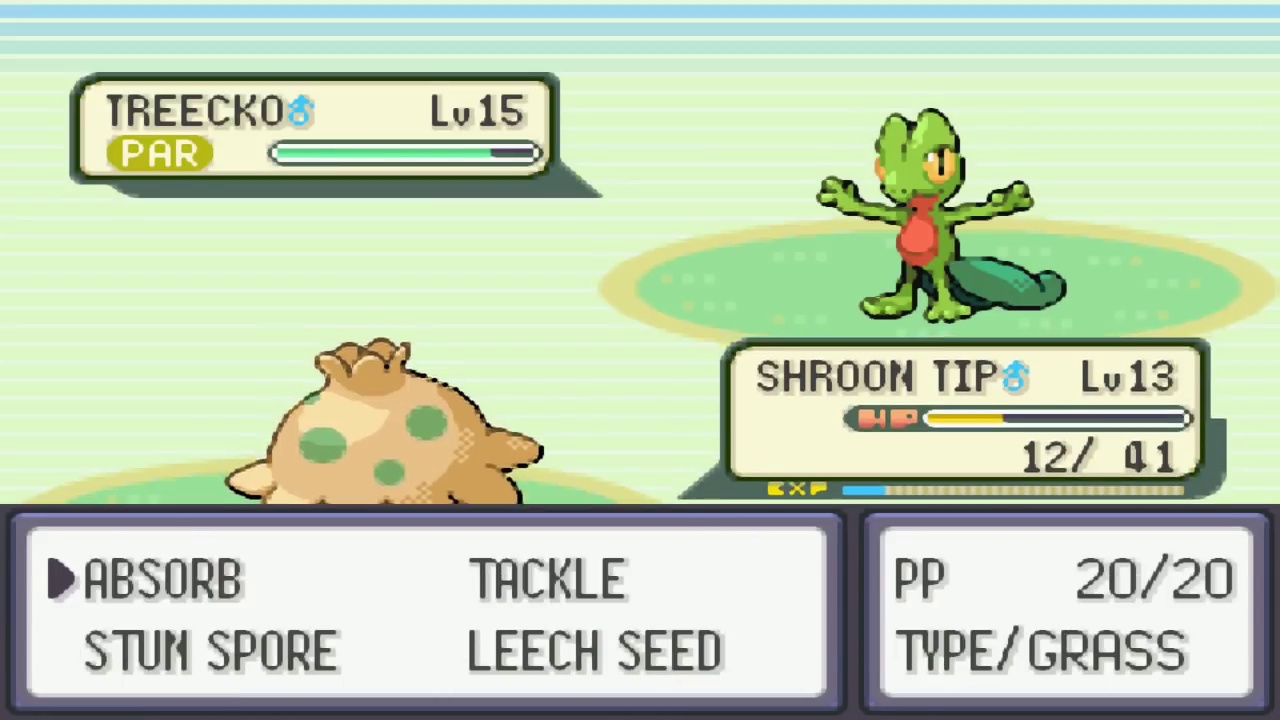 TREECKO♂ Lv15
PAR
SHROON TIP♂ Lv13
HP
12/ 41
EXP
ABSORB TACKLE
STUN SPORE LEECH SEED
PP 20/20
TYPE/GRASS